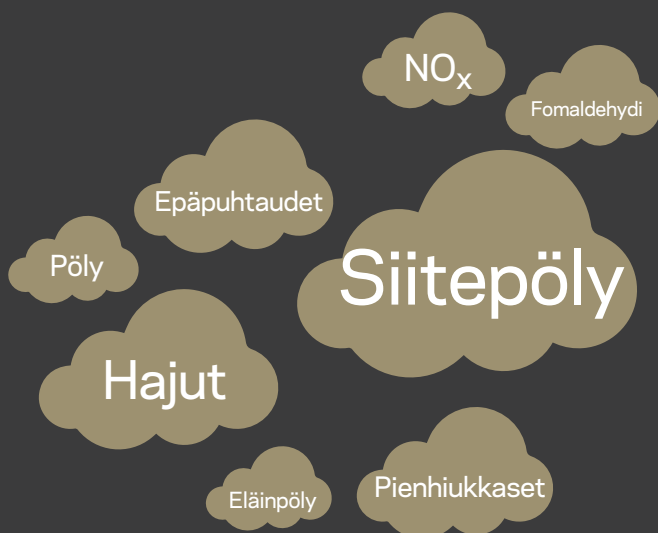 NOx
Fomaldehydi
Epäpuhtaudet
Pöly
Siitepöly
Hajut
Pienhiukkaset
Eläinpöly